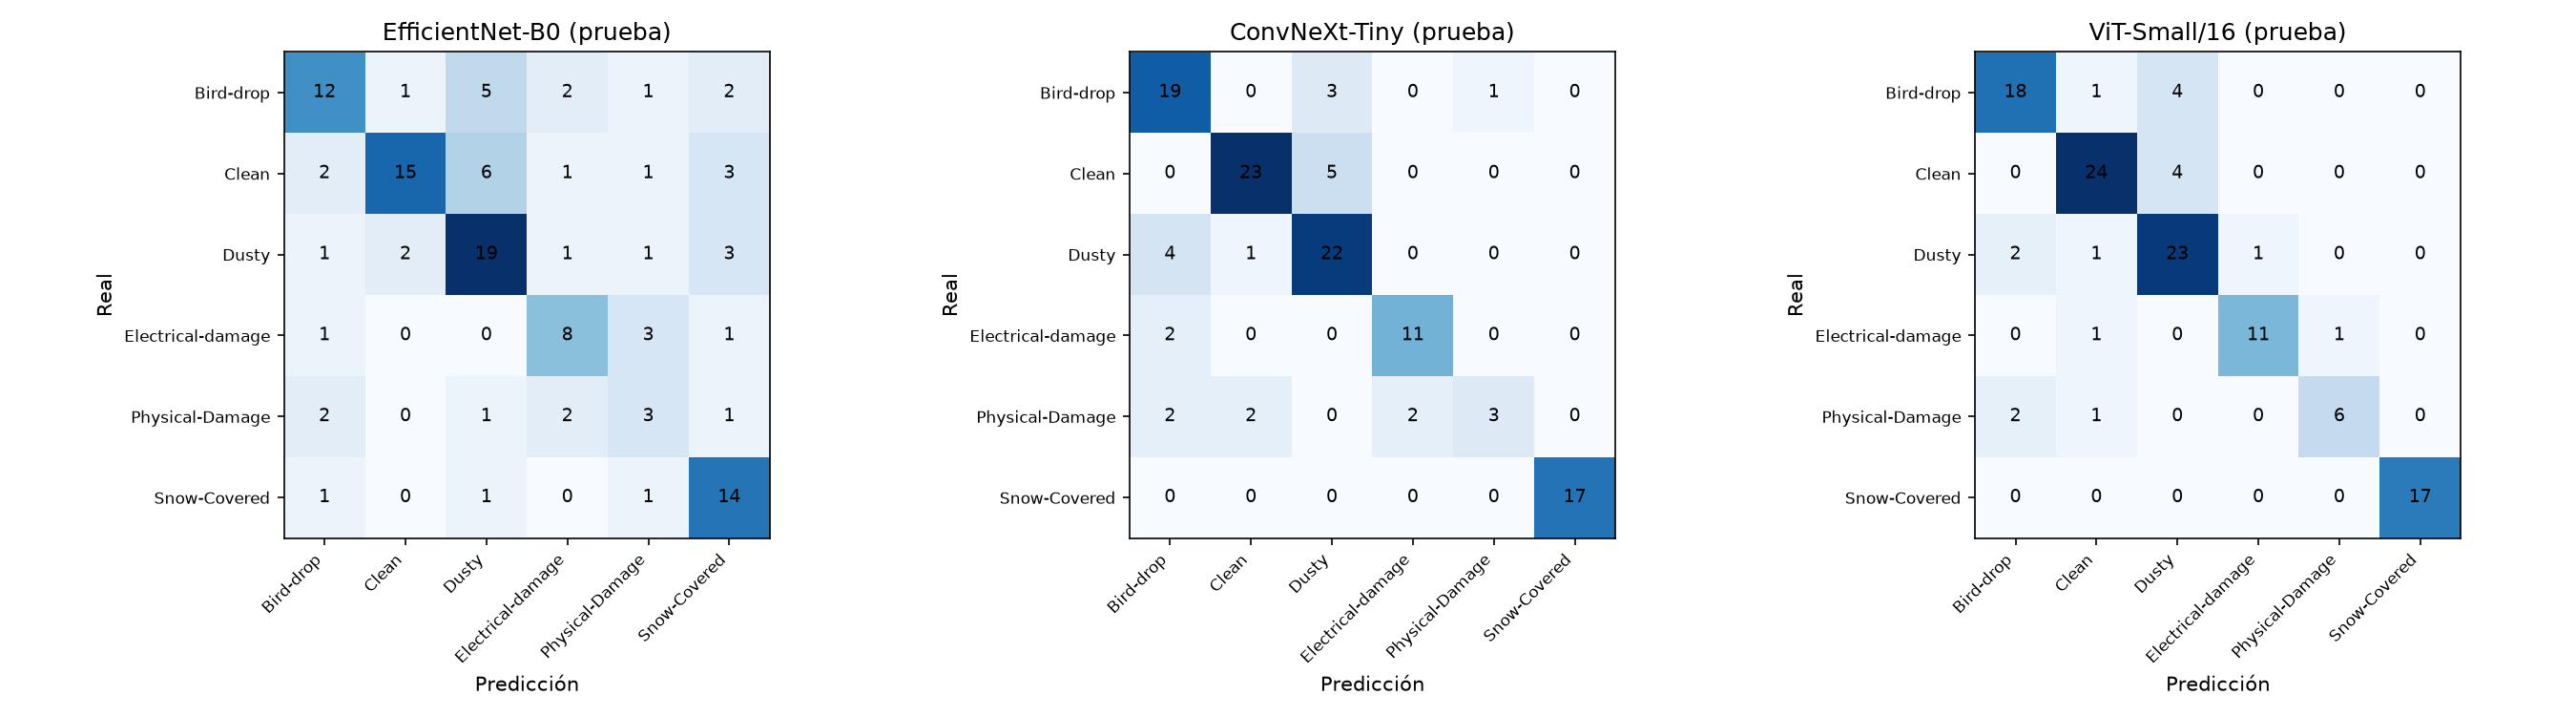 EfficientNet-B0 (prueba)
Real
Bird-drop 12 1 5 2 1 2
Clean 2 15 6 1 1 3
Dusty 1 2 19 1 1 3
Electrical-damage 1 0 0 8 3 1
Physical-Damage 2 0 1 2 3 1
Snow-Covered 1 0 1 0 1 14
Bird-drop Clean Dusty Electrical-damage Physical-Damage Snow-Covered
Predicción
ConvNeXt-Tiny (prueba)
Real
Bird-drop 19 0 3 0 1 0
Clean 0 23 5 0 0 0
Dusty 4 1 22 0 0 0
Electrical-damage 2 0 0 11 0 0
Physical-Damage 2 2 0 2 3 0
Snow-Covered 0 0 0 0 0 17
Bird-drop Clean Dusty Electrical-damage Physical-Damage Snow-Covered
Predicción
ViT-Small/16 (prueba)
Real
Bird-drop 18 1 4 0 0 0
Clean 0 24 4 0 0 0
Dusty 2 1 23 1 0 0
Electrical-damage 0 1 0 11 1 0
Physical-Damage 2 1 0 0 6 0
Snow-Covered 0 0 0 0 0 17
Bird-drop Clean Dusty Electrical-damage Physical-Damage Snow-Covered
Predicción